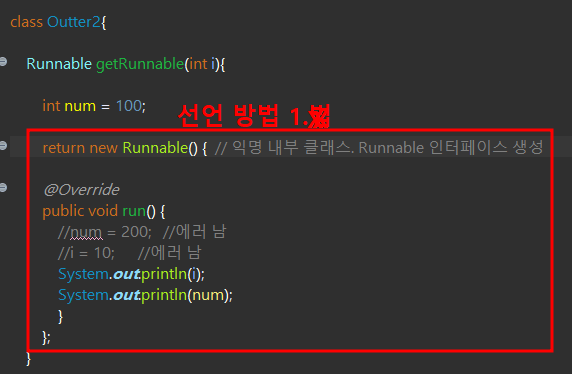 class Outter2{
Runnable getRunnable(int i){
int num = 100;
선언 방법 1.
return new Runnable() { // 익명 내부 클래스. Runnable 인터페이스 생성
@Override
public void run() {
//num = 200; //에러 남
//i = 10; //에러 남
System.out.println(i);
System.out.println(num);
}
};
}